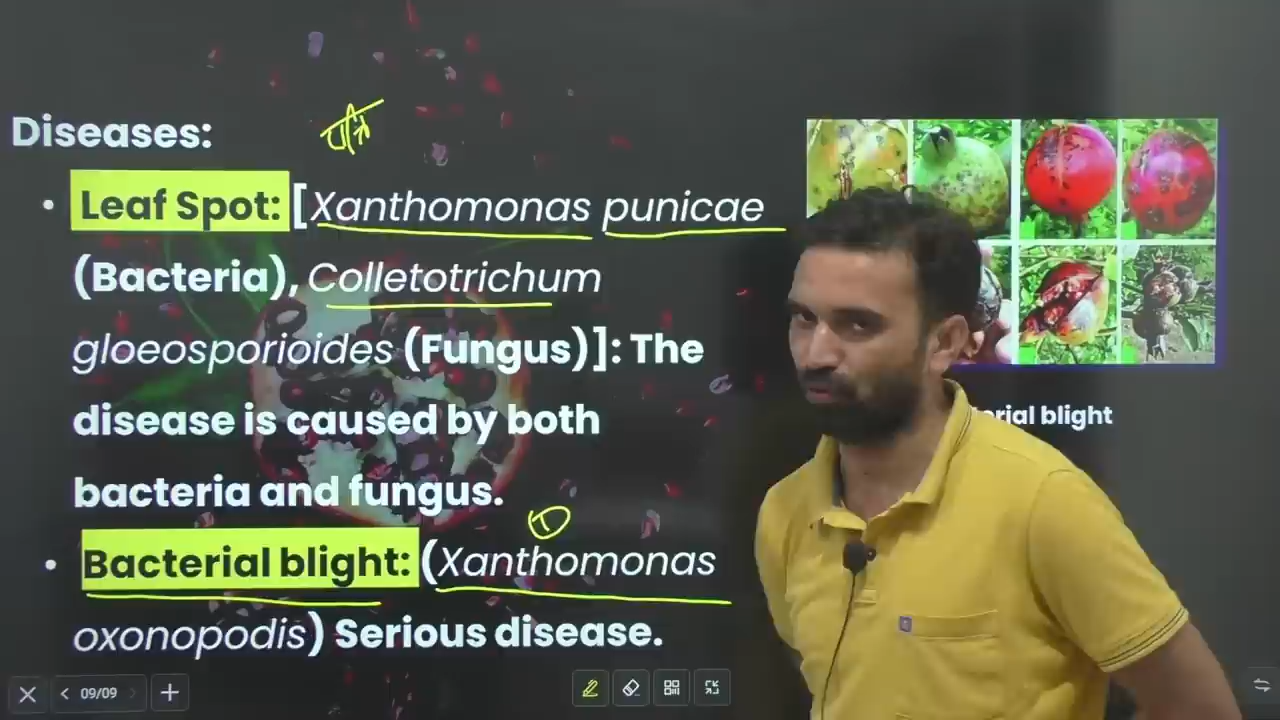 Diseases:
• Leaf Spot: [Xanthomonas punicae
(Bacteria), Colletotrichum
gloeosporioides (Fungus)]: The
disease is caused by both
bacteria and fungus.
• Bacterial blight: (Xanthomonas
oxonopodis) Serious disease.
blight
09/09